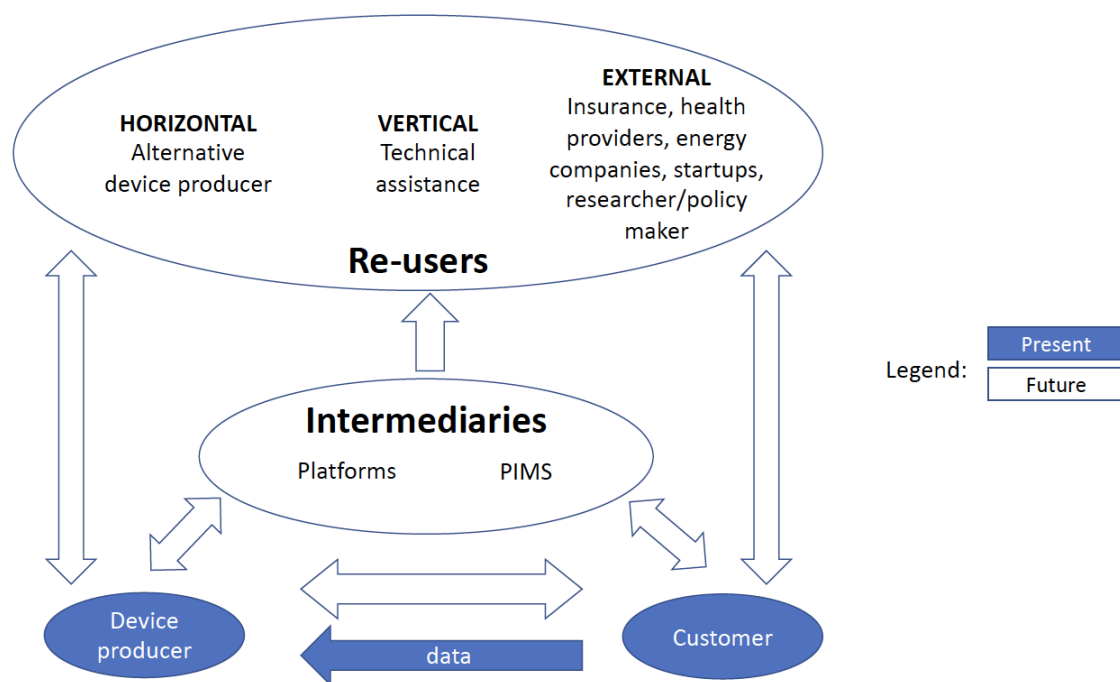 HORIZONTAL
Alternative
device producer
VERTICAL
Technical
assistance
EXTERNAL
Insurance, health
providers, energy
companies, startups,
researcher/policy
maker
Re-users
Intermediaries
Platforms
PIMS
Device
producer
data
Customer
Legend:
Present
Future